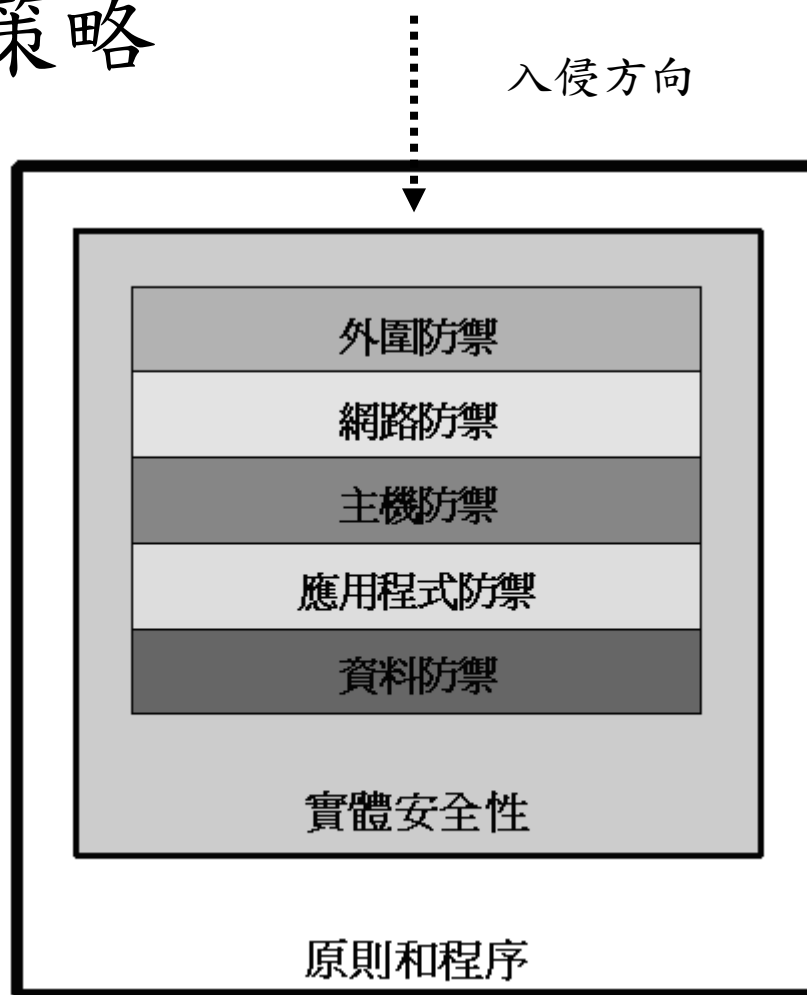 策略
入侵方向
外圍防禦
網路防禦
主機防禦
應用程式防禦
資料防禦
實體安全性
原則和程序